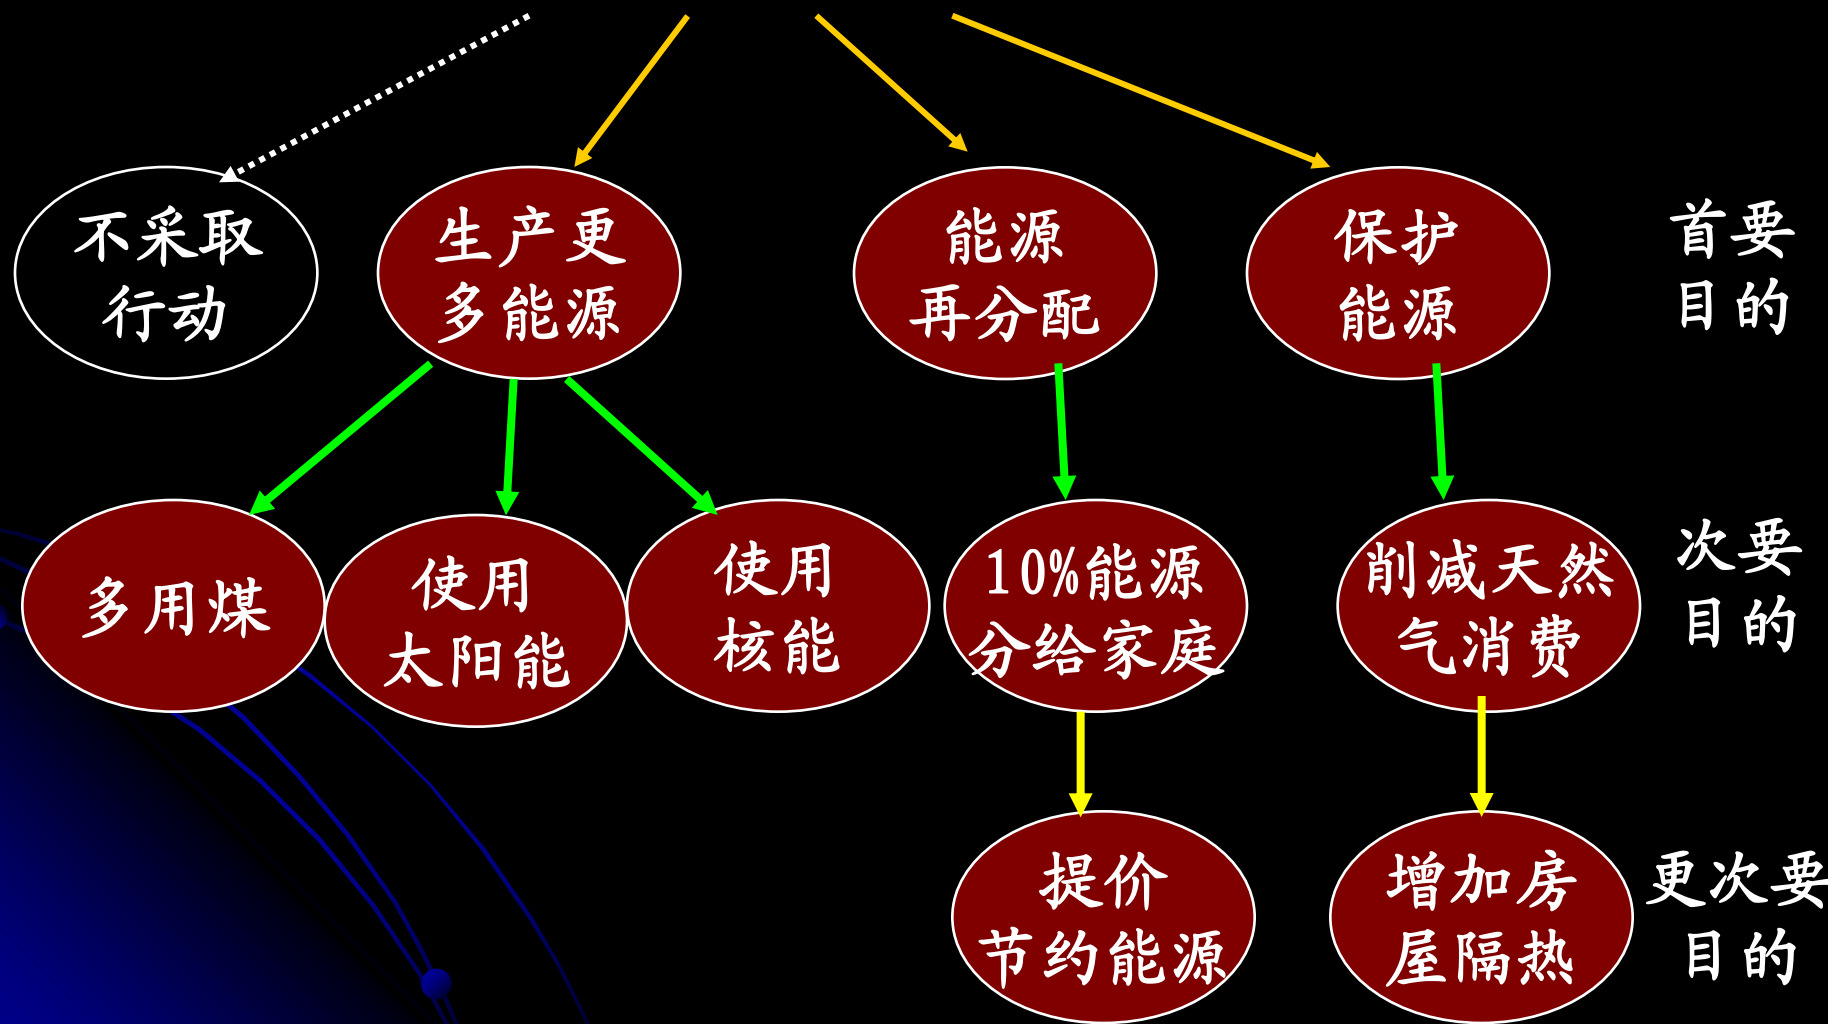 不采取
行动
生产更
多能源
能源
再分配
保护
能源
首要
目的
多用煤
使用
太阳能
使用
核能
10%能源
分给家庭
削减天然
气消费
次要
目的
提价
节约能源
增加房
屋隔热
更次要
目的